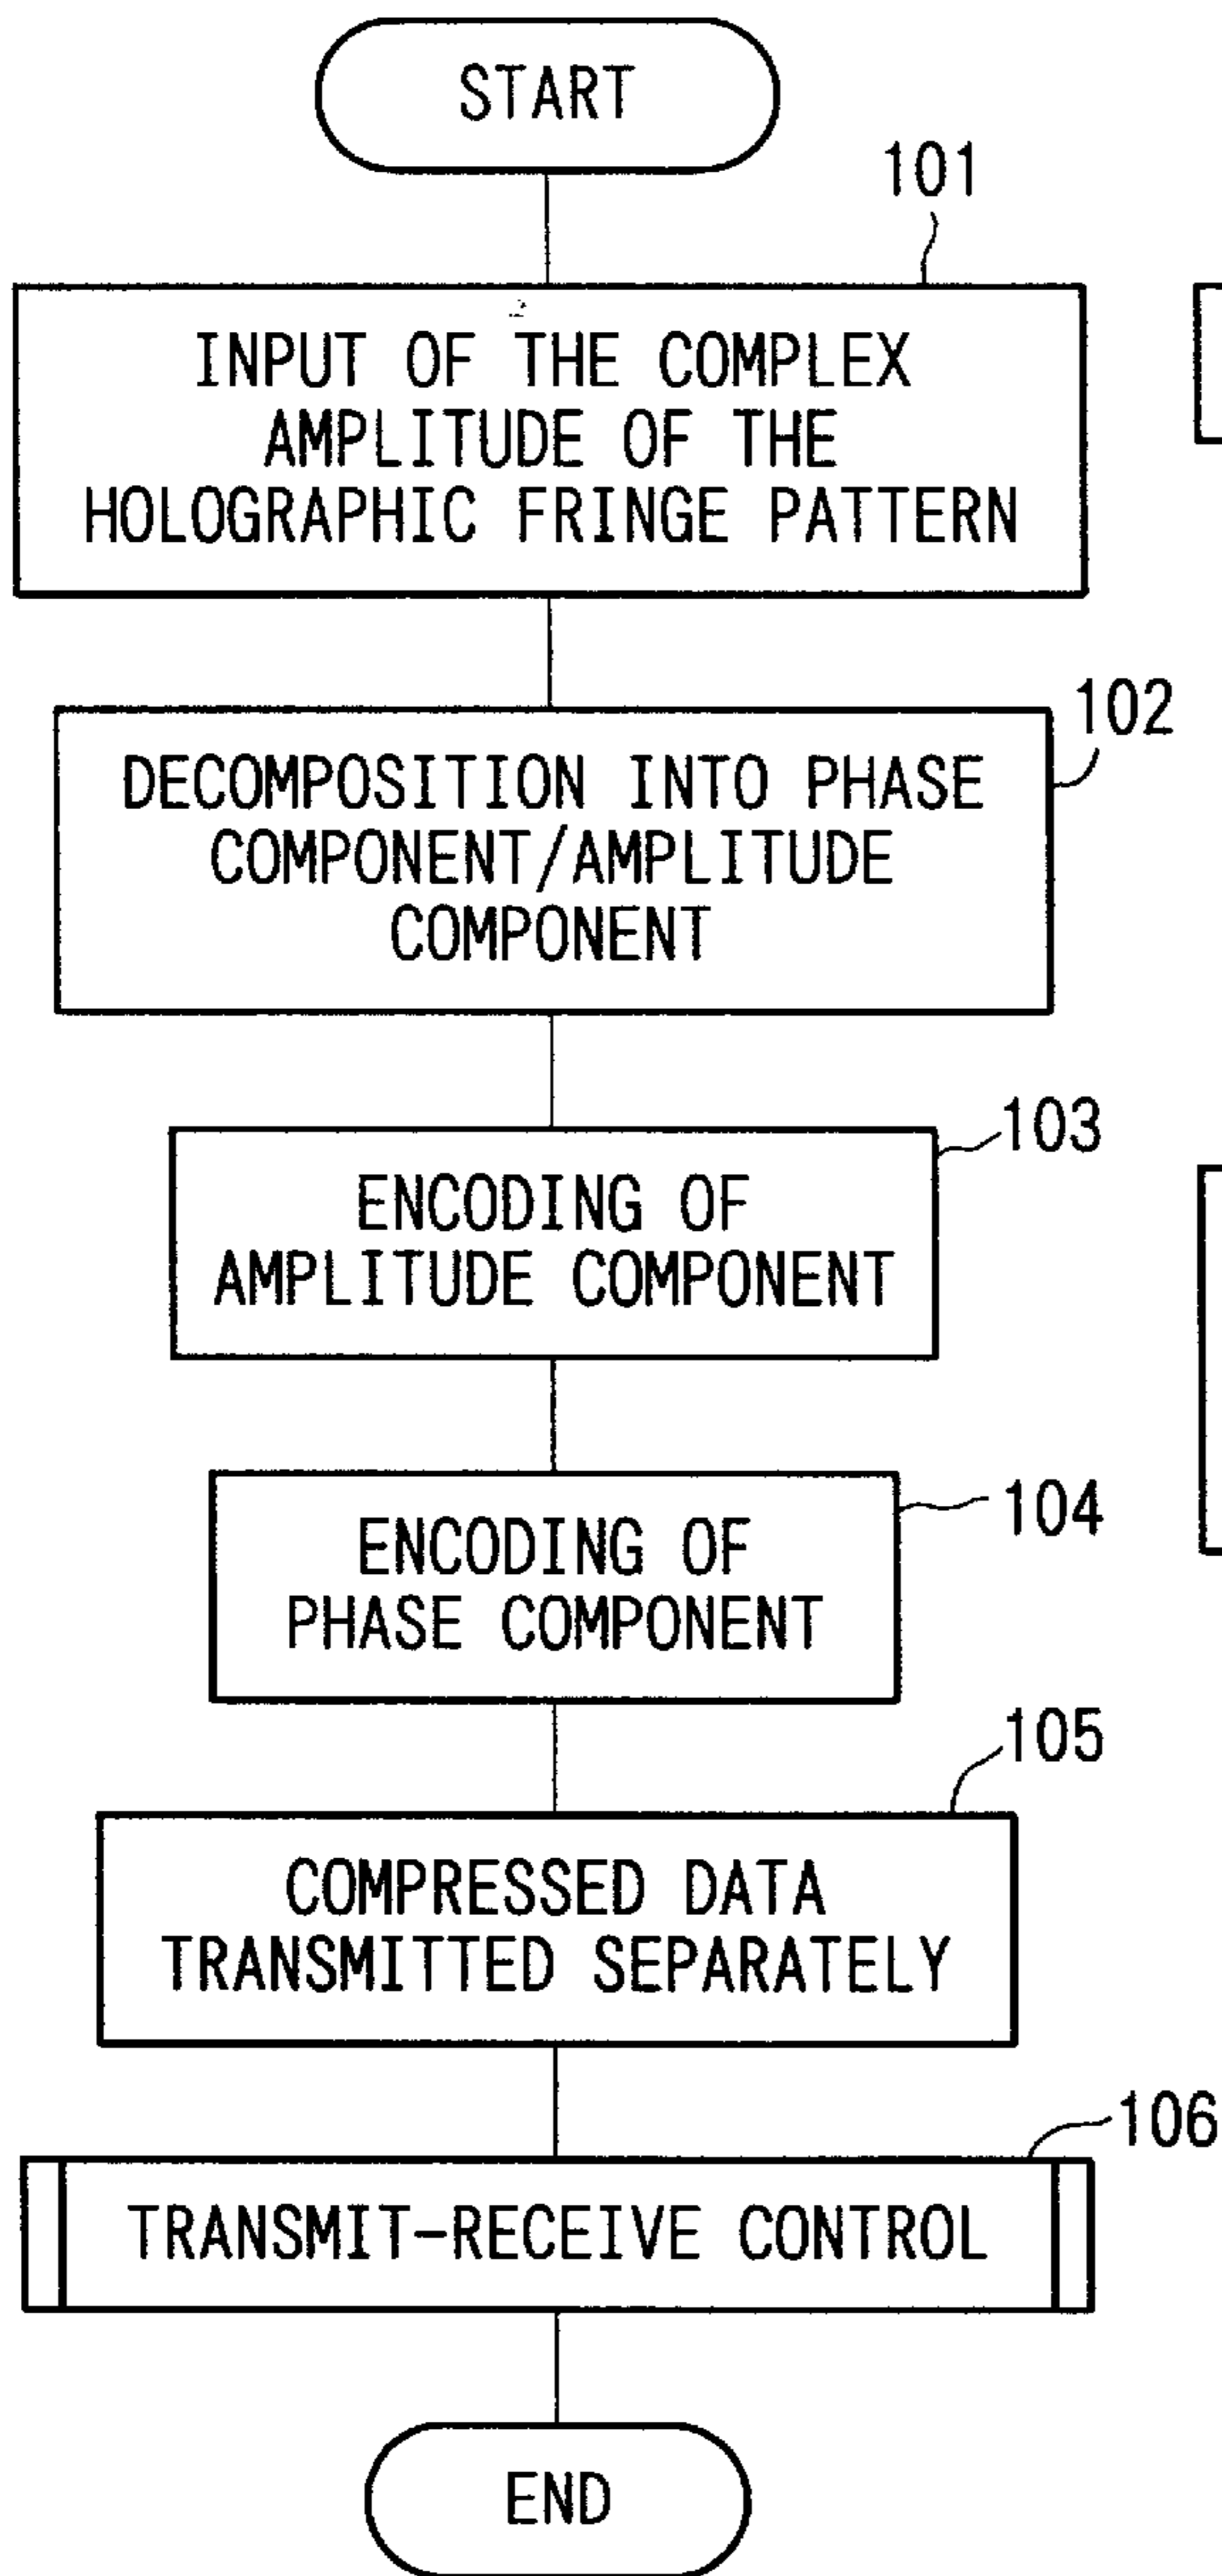 START
101
INPUT OF THE COMPLEX
AMPLITUDE OF THE
HOLOGRAPHIC FRINGE PATTERN
102
DECOMPOSITION INTO PHASE
COMPONENT/AMPLITUDE
COMPONENT
103
ENCODING OF
AMPLITUDE COMPONENT
104
ENCODING OF
PHASE COMPONENT
105
COMPRESSED DATA
TRANSMITTED SEPARATELY
106
TRANSMIT-RECEIVE CONTROL
END